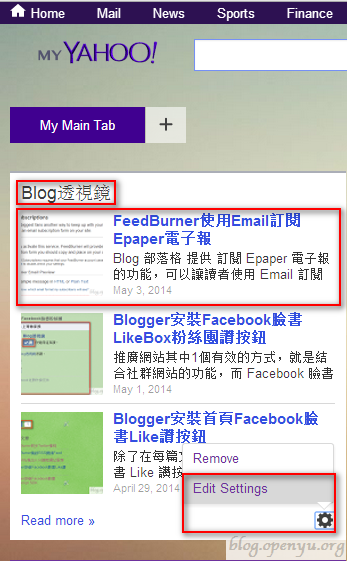 Home Mail News Sports Finance
MY YAHOO!
My Main Tab +
Blog透視鏡
FeedBurner使用Email訂閱
Epaper電子報
Blog 部落格 提供 訂閱 Epaper 電子報
的功能，可以讓讀者使用 Email 訂閱
May 3, 2014
Blogger安裝Facebook臉書
LikeBox粉絲團讚按鈕
推廣網站其中1個有效的方式，就是結
合社群網站的功能，而 Facebook 臉書
May 1, 2014
Blogger安裝首頁Facebook臉
書Like讚按鈕
除了在每篇文
書 Like 讚按
April 29, 2014
Remove
Edit Settings
Read more »
blog.openyu.org